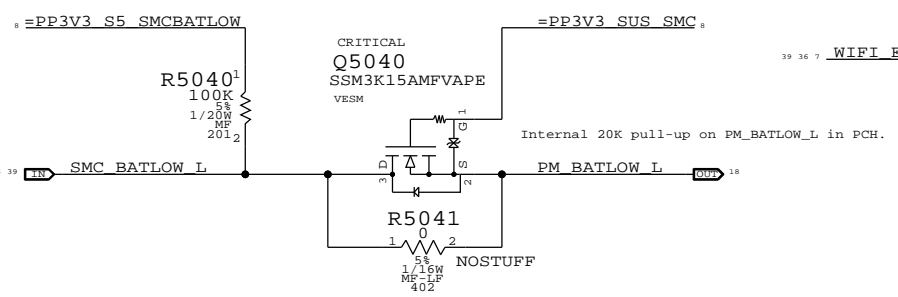 8 =PP3V3_S5_SMCBATLOW
=PP3V3_SUS_SMC 8
CRITICAL
Q5040
SSM3K15AMFVAPE
VESM
39 36 7 WIFI_E
R5040 1
100K
5%
1/20W
MF
201 2
G 1
Internal 20K pull-up on PM_BATLOW_L in PCH.
39 IN SMC_BATLOW_L
3 D
S 2
PM_BATLOW_L OUT 18
R5041
0
1 2
5%
1/16W
MF-LF
402
NOSTUFF